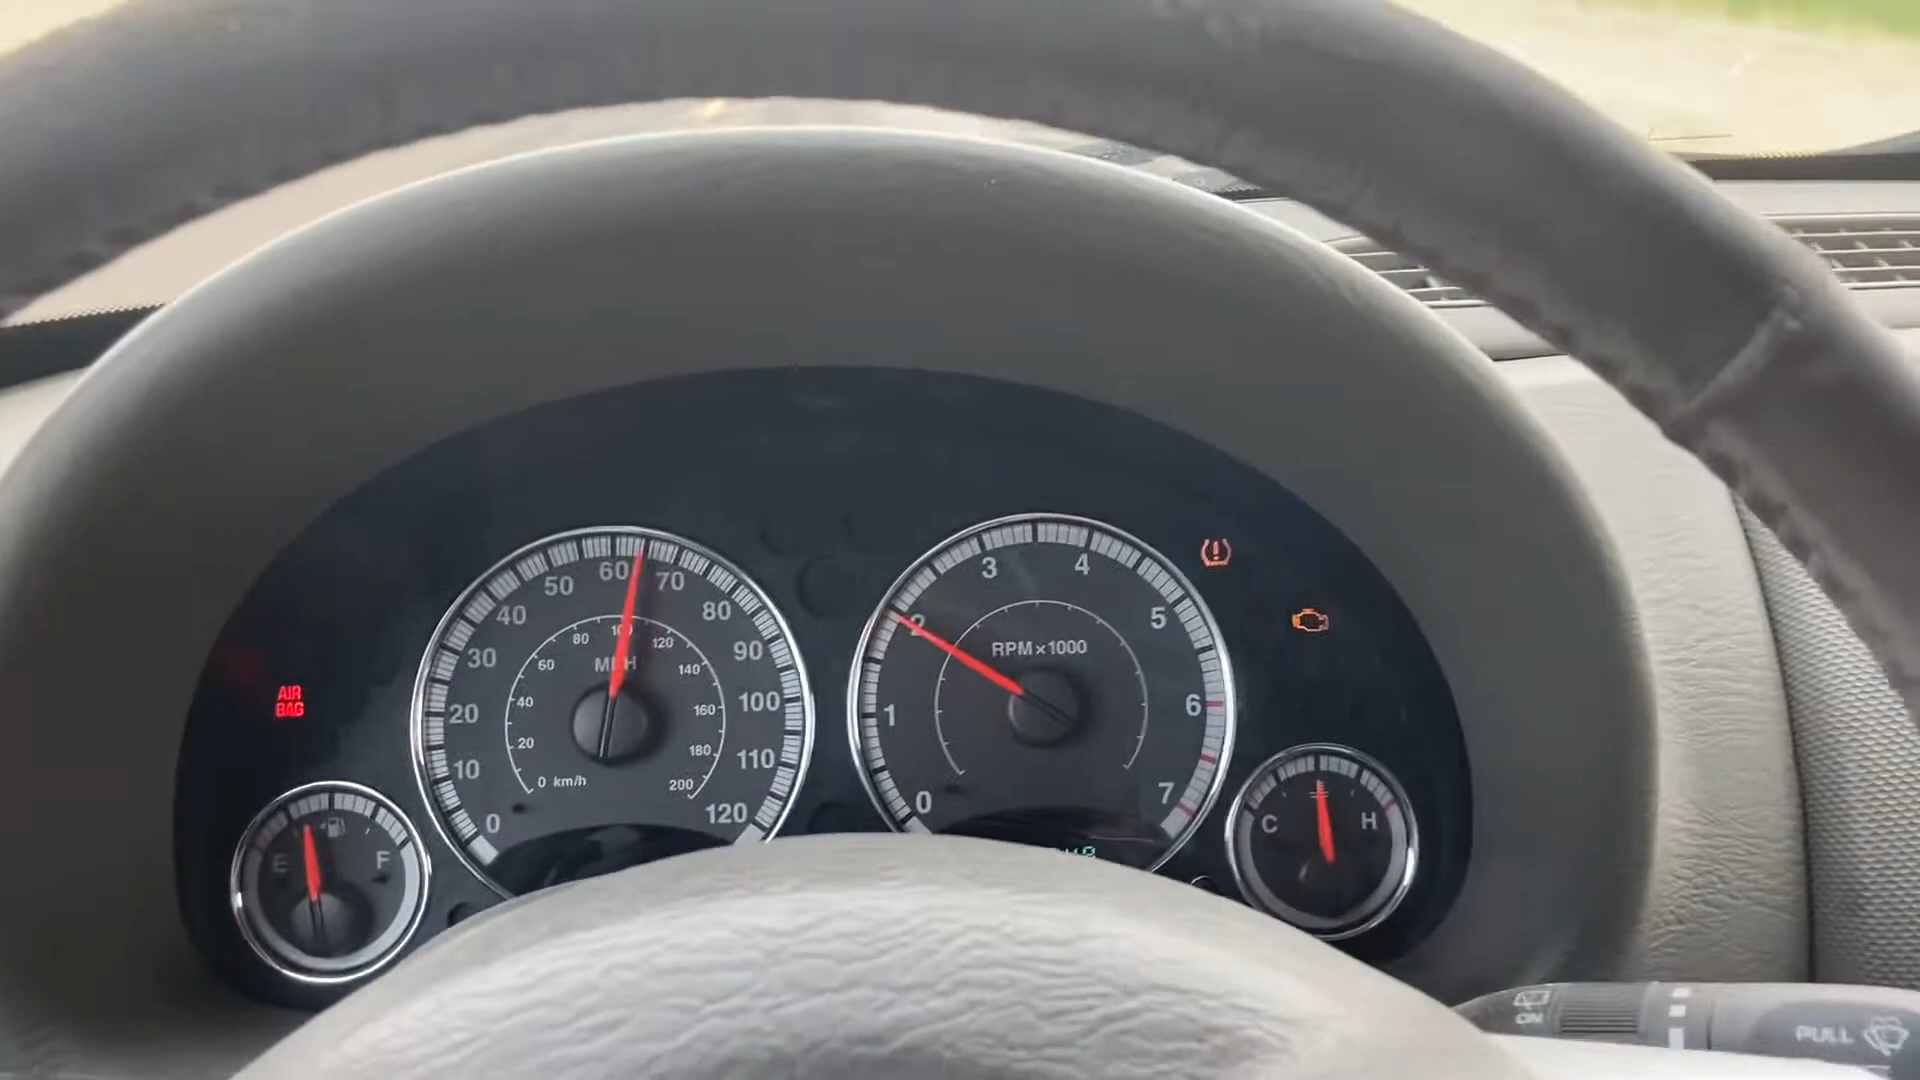 0 10 20 30 40 50 60 70 80 90 100 110 120
MPH
0 km/h 20 40 60 80 100 120 140 160 180 200
0 1 2 3 4 5 6 7
RPM×1000
AIR
BAG
E F
C H
ON
PULL